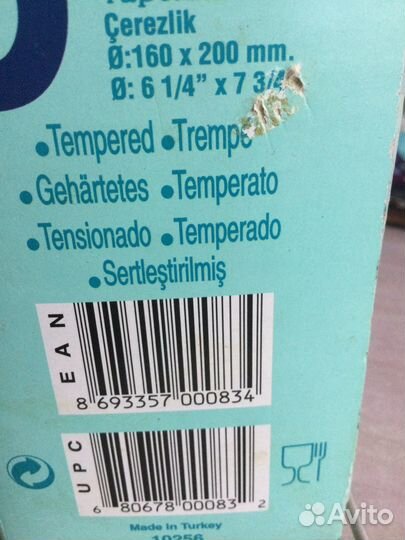 Çerezlik
Ø:160 x 200 mm.
Ø: 6 1/4” x 7 3/4
•Tempered •Trempe
•Gehärtetes •Temperato
•Tensionado •Temperado
•Sertleştirilmiş
EAN
8 693357 000834
UPC
6 80678 00083 2
Made in Turkey
10256
Avito